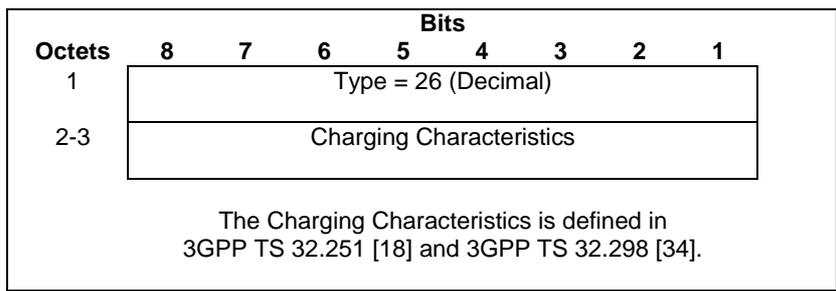 Bits
Octets 8 7 6 5 4 3 2 1
1 Type = 26 (Decimal)
2-3 Charging Characteristics
The Charging Characteristics is defined in
3GPP TS 32.251 [18] and 3GPP TS 32.298 [34].